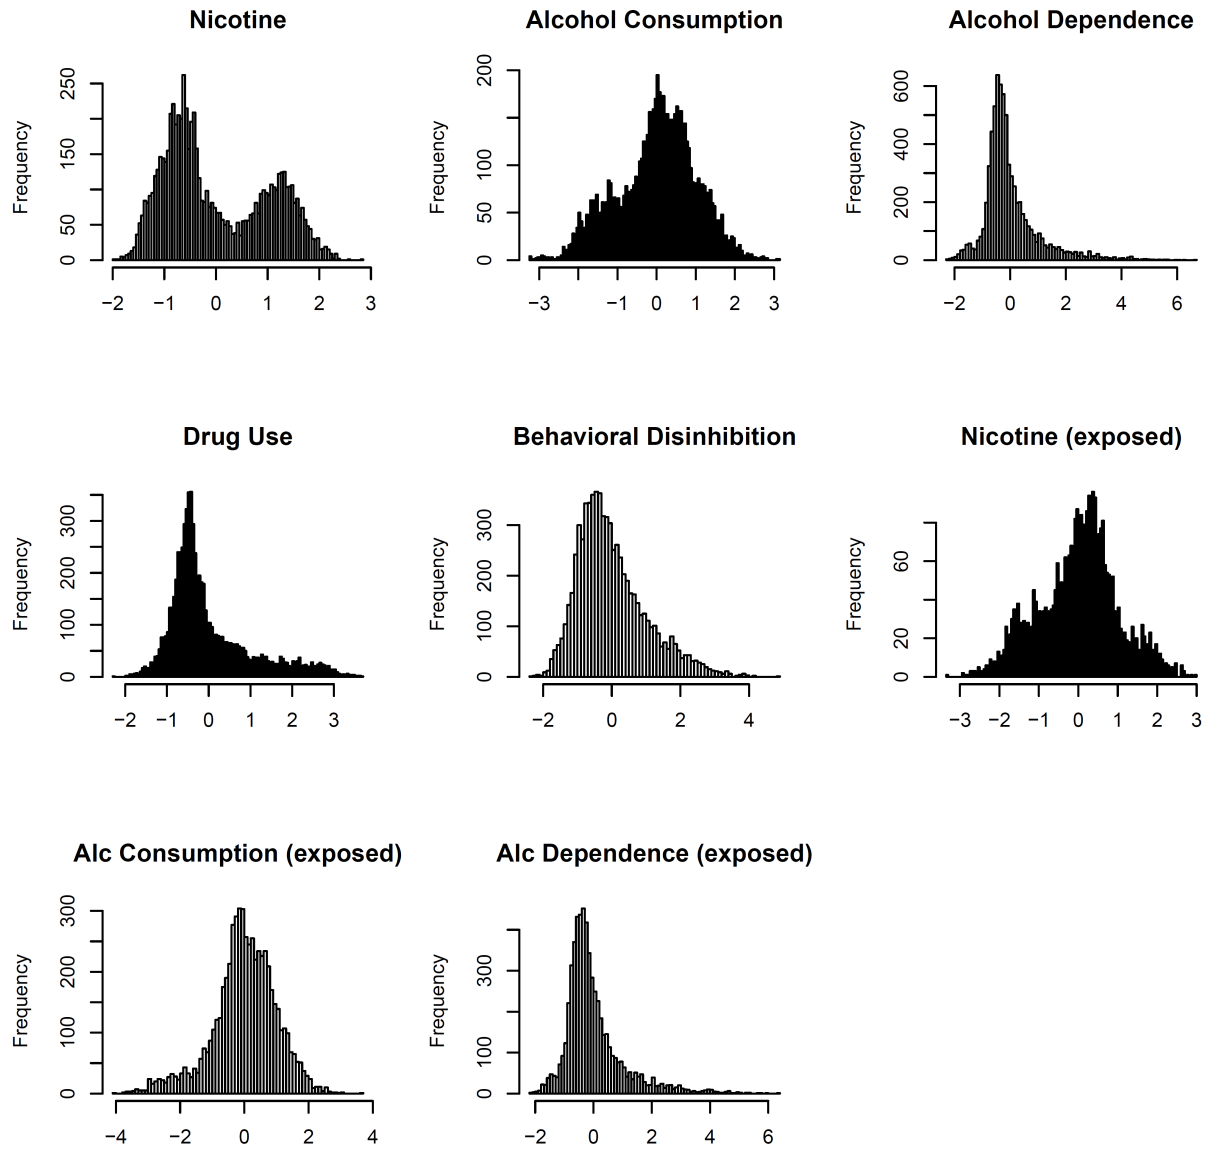 Nicotine
Alcohol Consumption
Alcohol Dependence
Frequency
0
50
150
250
−2 −1 0 1 2 3
Frequency
0
50
100
200
−3 −1 0 1 2 3
Frequency
0
200
400
600
−2 0 2 4 6
Drug Use
Behavioral Disinhibition
Nicotine (exposed)
Frequency
0
100
200
300
−2 −1 0 1 2 3
Frequency
0
100
200
300
−2 0 2 4
Frequency
0
20
60
−3 −2 −1 0 1 2 3
Alc Consumption (exposed)
Alc Dependence (exposed)
Frequency
0
100
200
300
−4 −2 0 2 4
Frequency
0
100
300
−2 0 2 4 6